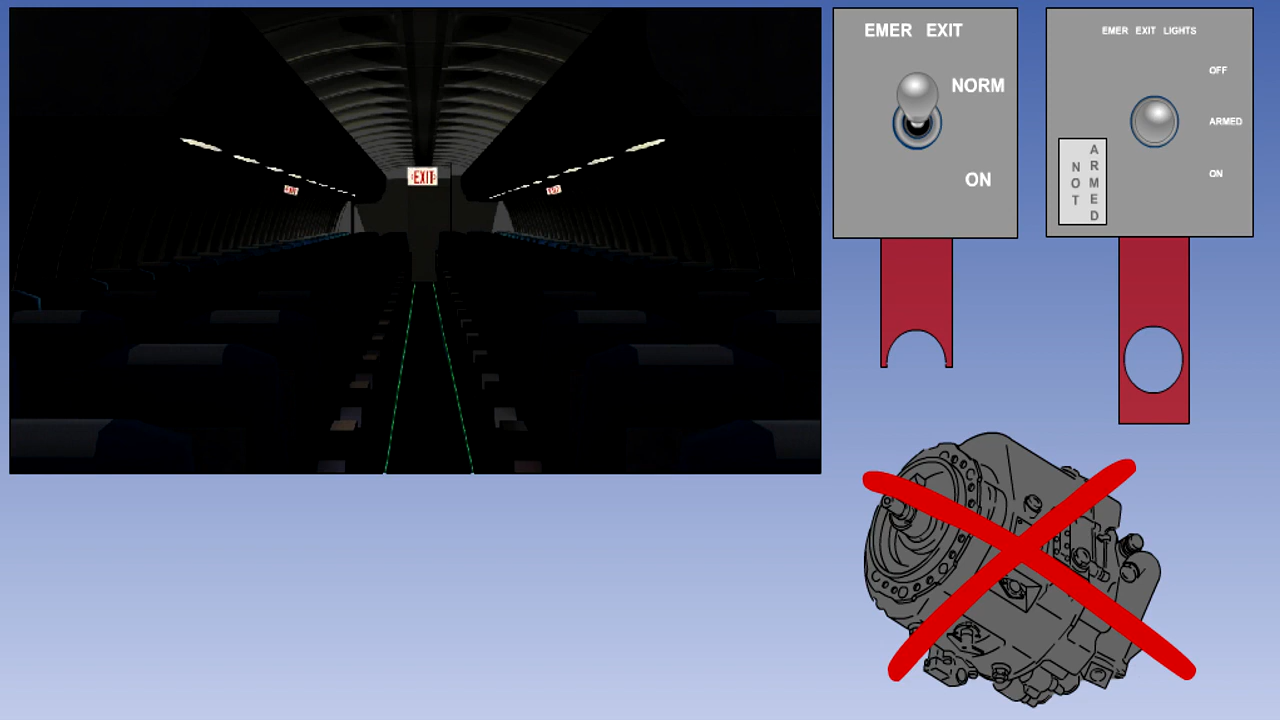 EXIT
EMER EXIT
NORM
ON
EMER EXIT LIGHTS
OFF
ARMED
ON
NOT
ARMED